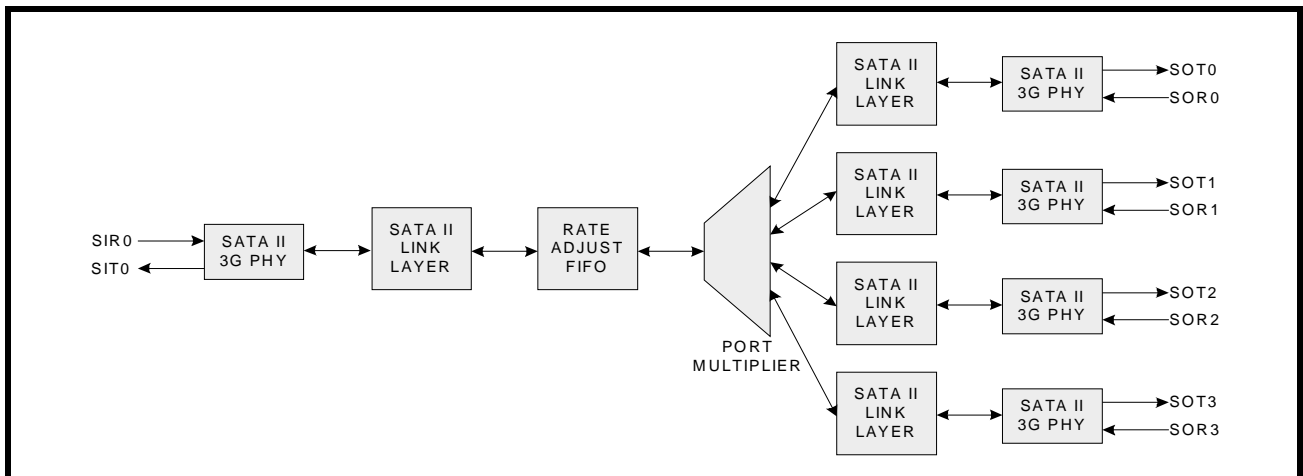 SIR0
SIT0
SATA II
3G PHY
SATA II
LINK
LAYER
RATE
ADJUST
FIFO
PORT
MULTIPLIER
SATA II
LINK
LAYER
SATA II
3G PHY
SOT0
SOR0
SATA II
LINK
LAYER
SATA II
3G PHY
SOT1
SOR1
SATA II
LINK
LAYER
SATA II
3G PHY
SOT2
SOR2
SATA II
LINK
LAYER
SATA II
3G PHY
SOT3
SOR3